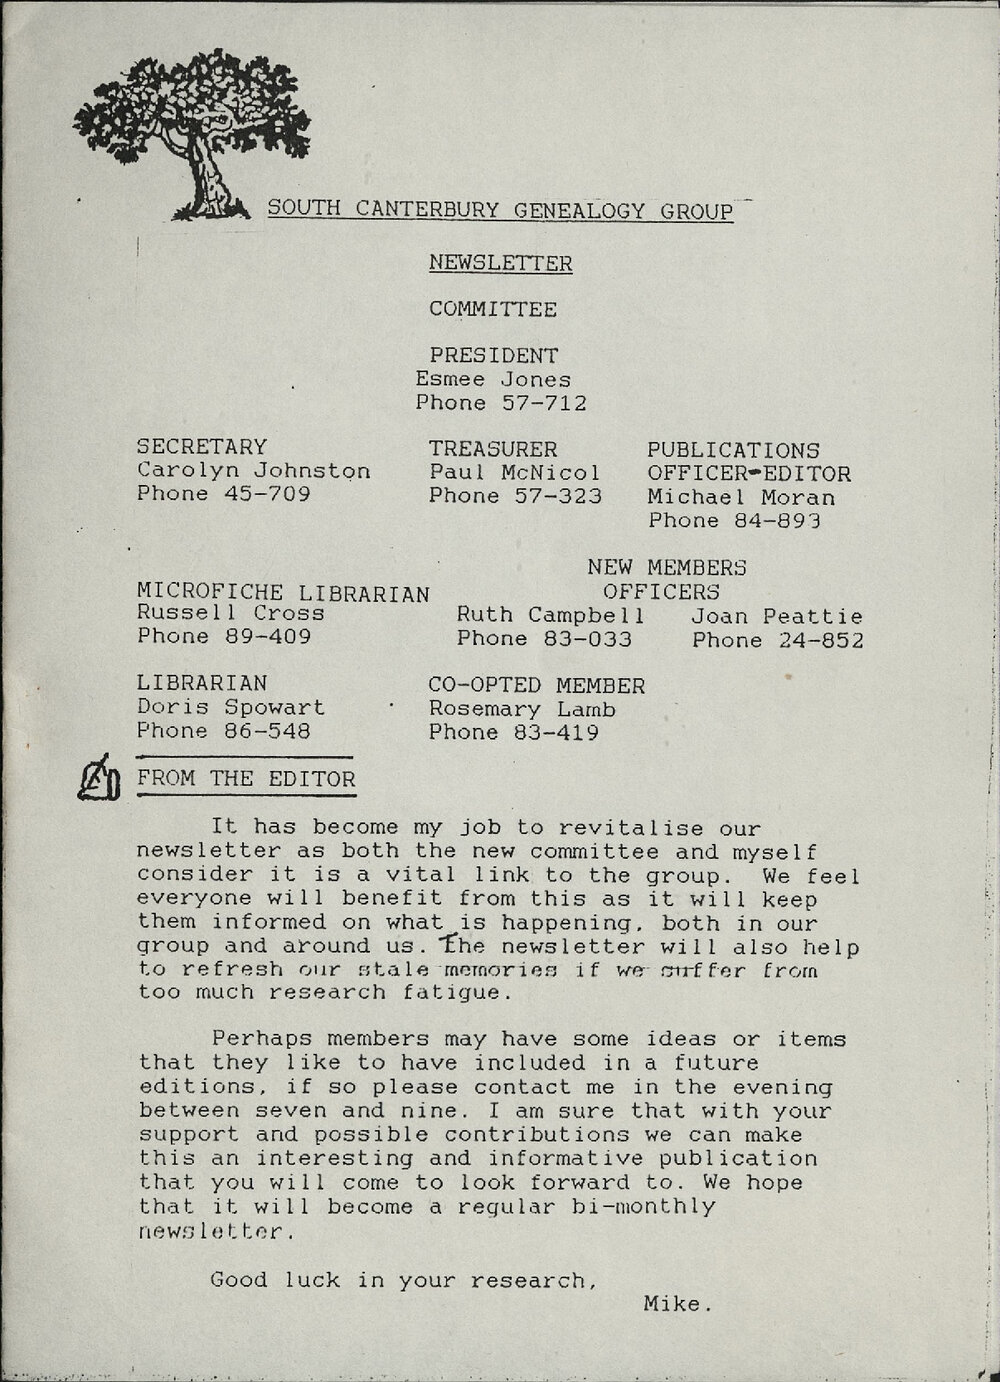 SOUTH CANTERBURY GENEALOGY GROUP
NEWSLETTER
COMMITTEE
PRESIDENT
Esmee Jones
Phone 57-712
SECRETARY
Carolyn Johnston
Phone 45-709
TREASURER
Paul McNicol
Phone 57-323
PUBLICATIONS
OFFICER-EDITOR
Michael Moran
Phone 84-893
MICROFICHE LIBRARIAN
Russell Cross
Phone 89-409
NEW MEMBERS
OFFICERS
Ruth Campbell
Phone 83-033
Joan Peattie
Phone 24-852
LIBRARIAN
Doris Spowart
Phone 86-548
CO-OPTED MEMBER
Rosemary Lamb
Phone 83-419
FROM THE EDITOR
It has become my job to revitalise our
newsletter as both the new committee and myself
consider it is a vital link to the group. We feel
everyone will benefit from this as it will keep
them informed on what is happening, both in our
group and around us. The newsletter will also help
to refresh our stale memories if we suffer from
too much research fatigue.
Perhaps members may have some ideas or items
that they like to have included in a future
editions, if so please contact me in the evening
between seven and nine. I am sure that with your
support and possible contributions we can make
this an interesting and informative publication
that you will come to look forward to. We hope
that it will become a regular bi-monthly
newsletter.
Good luck in your research,
Mike.